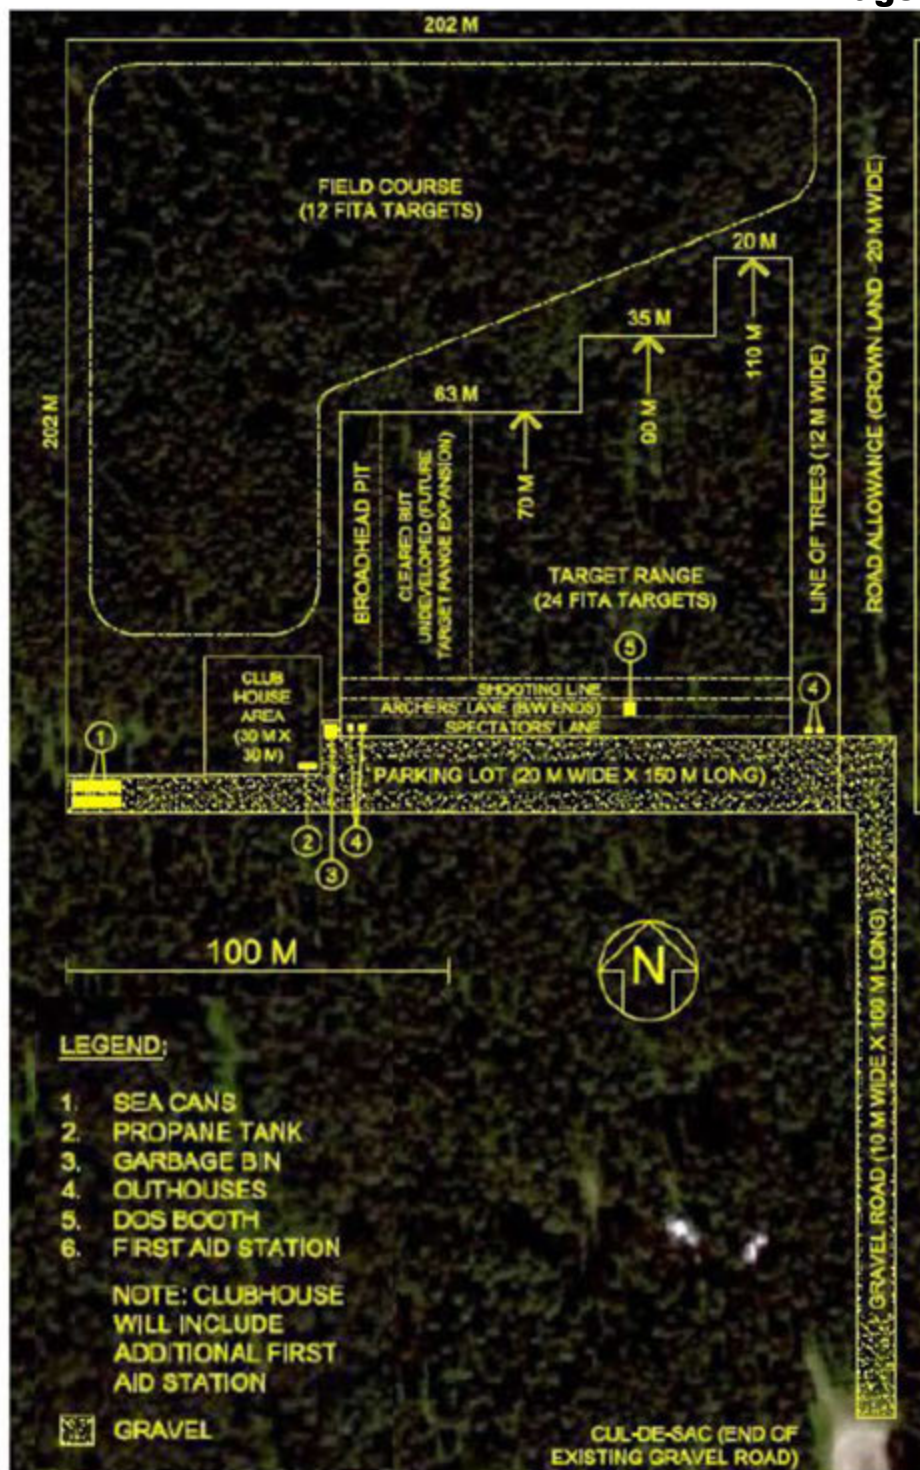 202 M
FIELD COURSE
(12 FITA TARGETS)
20 M
35 M
110 M
63 M
90 M
202 M
70 M
BROADHEAD PIT
CLEARED BUT
UNDEVELOPED (FUTURE
TARGET RANGE EXPANSION)
LINE OF TREES (12 M WIDE)
ROAD ALLOWANCE (CROWN LAND - 20 M WIDE)
TARGET RANGE
(24 FITA TARGETS)
5
CLUB
HOUSE
AREA
(30 M X
30 M)
SHOOTING LINE
ARCHERS' LANE (B/W ENDS)
SPECTATORS' LANE
4
1
PARKING LOT (20 M WIDE X 150 M LONG)
2
3
4
100 M
N
GRAVEL ROAD (10 M WIDE X 160 M LONG)
LEGEND:
1. SEA CANS
2. PROPANE TANK
3. GARBAGE BIN
4. OUTHOUSES
5. DOS BOOTH
6. FIRST AID STATION
NOTE: CLUBHOUSE
WILL INCLUDE
ADDITIONAL FIRST
AID STATION
GRAVEL
CUL-DE-SAC (END OF
EXISTING GRAVEL ROAD)